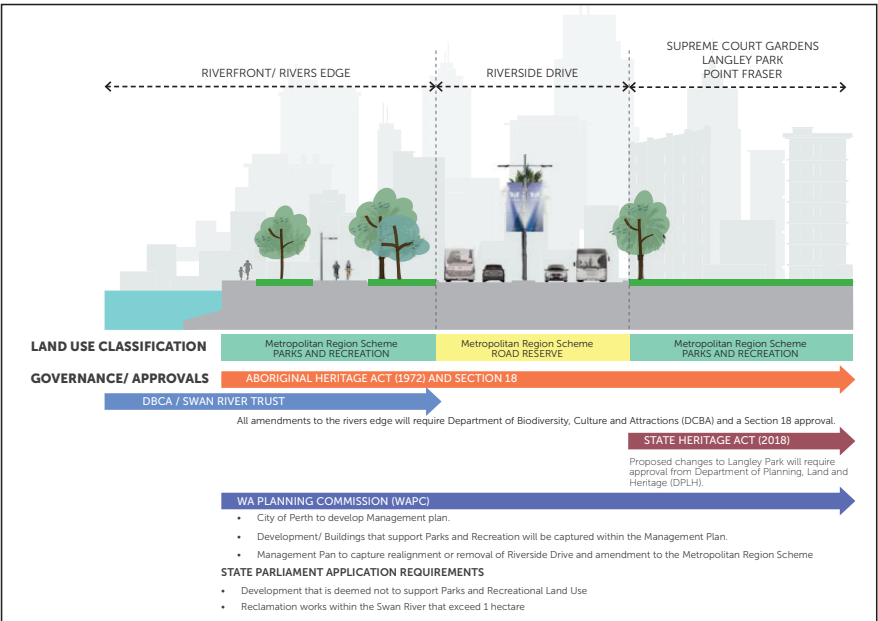 SUPREME COURT GARDENS
LANGLEY PARK
POINT FRASER
RIVERFRONT/ RIVERS EDGE
RIVERSIDE DRIVE
LAND USE CLASSIFICATION
Metropolitan Region Scheme
PARKS AND RECREATION
Metropolitan Region Scheme
ROAD RESERVE
Metropolitan Region Scheme
PARKS AND RECREATION
GOVERNANCE/ APPROVALS
ABORIGINAL HERITAGE ACT (1972) AND SECTION 18
DBCA / SWAN RIVER TRUST
All amendments to the rivers edge will require Department of Biodiversity, Culture and Attractions (DCBA) and a Section 18 approval.
STATE HERITAGE ACT (2018)
Proposed changes to Langley Park will require
approval from Department of Planning, Land and
Heritage (DPLH).
WA PLANNING COMMISSION (WAPC)
• City of Perth to develop Management plan.
• Development/ Buildings that support Parks and Recreation will be captured within the Management Plan.
• Management Pan to capture realignment or removal of Riverside Drive and amendment to the Metropolitan Region Scheme
STATE PARLIAMENT APPLICATION REQUIREMENTS
• Development that is deemed not to support Parks and Recreational Land Use
• Reclamation works within the Swan River that exceed 1 hectare